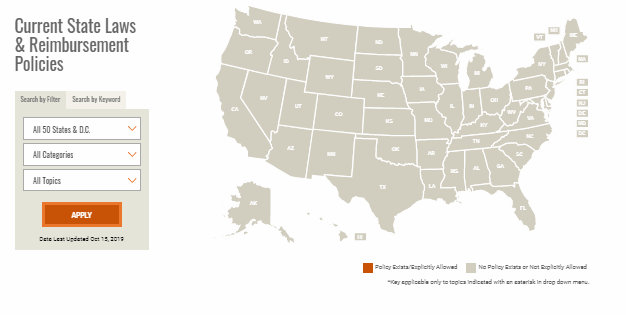 Current State Laws
& Reimbursement
Policies
Search by Filter
Search by Keyword
All 50 States & D.C.
All Categories
All Topics
APPLY
Data Last Updated Oct 15, 2019
WA
OR
CA
NV
ID
MT
WY
UT
AZ
CO
NM
ND
SD
NE
KS
OK
TX
MN
IA
MO
AR
LA
WI
IL
MI
IN
OH
KY
TN
MS
AL
GA
FL
SC
NC
VA
WV
PA
NY
VT
NH
ME
MA
RI
CT
NJ
DE
MD
DC
AK
HI
Policy Exists/Explicitly Allowed
No Policy Exists or Not Explicitly Allowed
*Key applicable only to topics indicated with an asterisk in drop down menu.